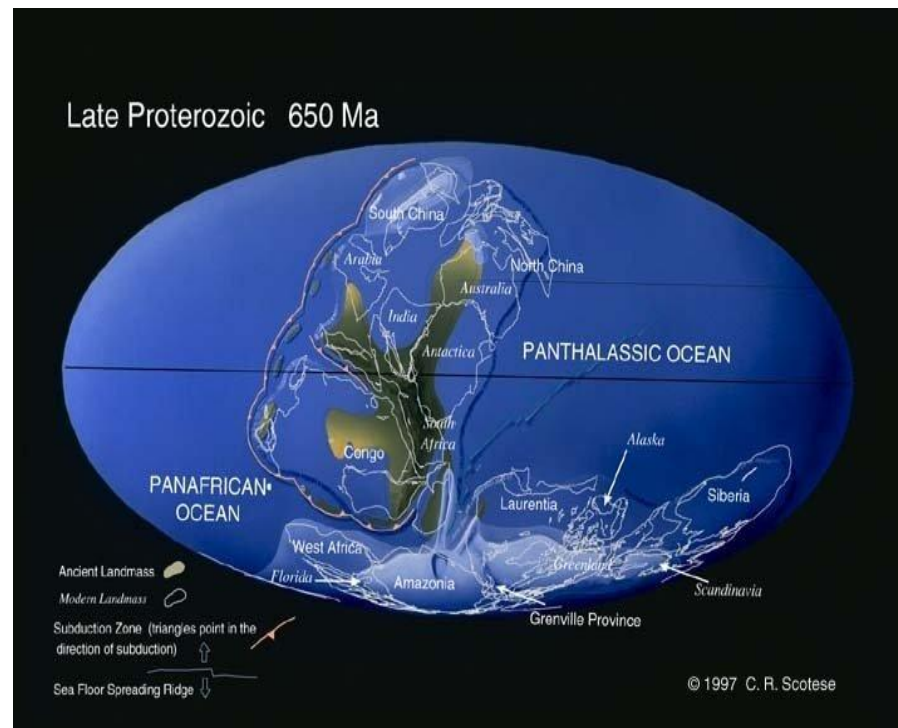 Late Proterozoic 650 Ma
South China
Arabia
North China
Australia
India
Antactica
PANTHALASSIC OCEAN
South
Africa
Congo
Alaska
PANAFRICAN
OCEAN
Laurentia
Siberia
West Africa
Greenland
Florida
Amazonia
Scandinavia
Grenville Province
Ancient Landmass
Modern Landmass
Subduction Zone (triangles point in the
direction of subduction)
Sea Floor Spreading Ridge
© 1997 C. R. Scotese